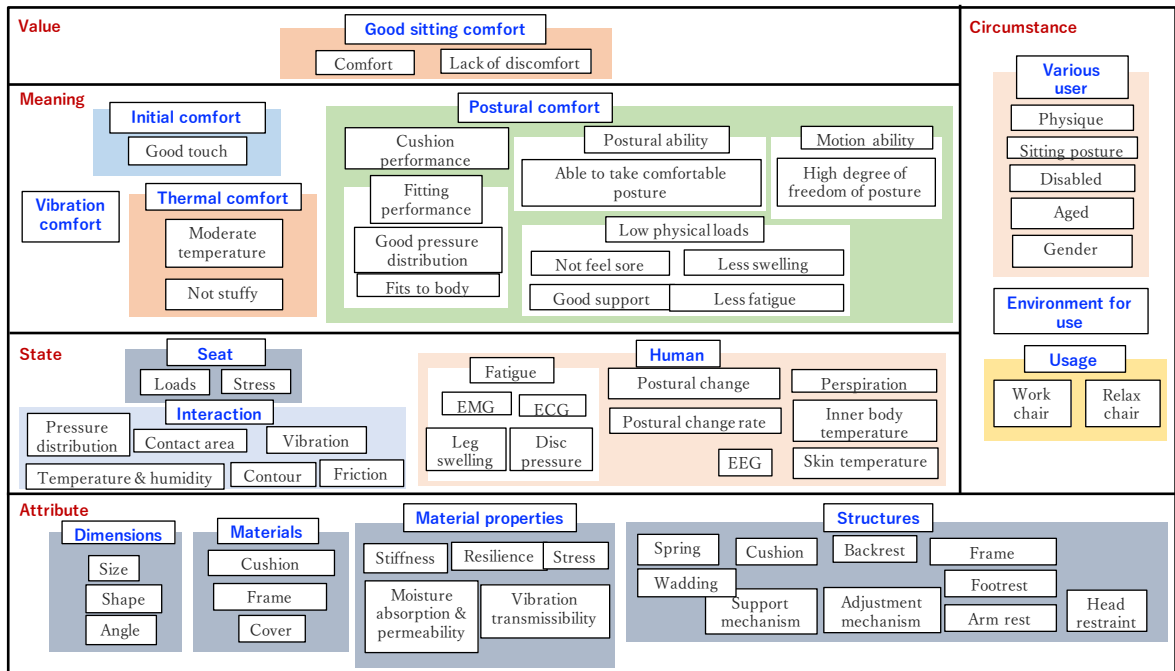 Value
Good sitting comfort
Comfort
Lack of discomfort
Meaning
Initial comfort
Good touch
Vibration
comfort
Thermal comfort
Moderate
temperature
Not stuffy
Postural comfort
Cushion
performance
Fitting
performance
Good pressure
distribution
Fits to body
Postural ability
Able to take comfortable
posture
Motion ability
High degree of
freedom of posture
Low physical loads
Not feel sore
Less swelling
Good support
Less fatigue
State
Seat
Loads
Stress
Interaction
Pressure
distribution
Contact area
Vibration
Temperature & humidity
Contour
Friction
Human
Fatigue
EMG
ECG
Leg
swelling
Disc
pressure
Postural change
Postural change rate
EEG
Perspiration
Inner body
temperature
Skin temperature
Attribute
Dimensions
Size
Shape
Angle
Materials
Cushion
Frame
Cover
Material properties
Stiffness
Resilience
Stress
Moisture
absorption &
permeability
Vibration
transmissibility
Structures
Spring
Cushion
Backrest
Frame
Wadding
Footrest
Support
mechanism
Adjustment
mechanism
Arm rest
Head
restraint
Circumstance
Various
user
Physique
Sitting posture
Disabled
Aged
Gender
Environment for
use
Usage
Work
chair
Relax
chair